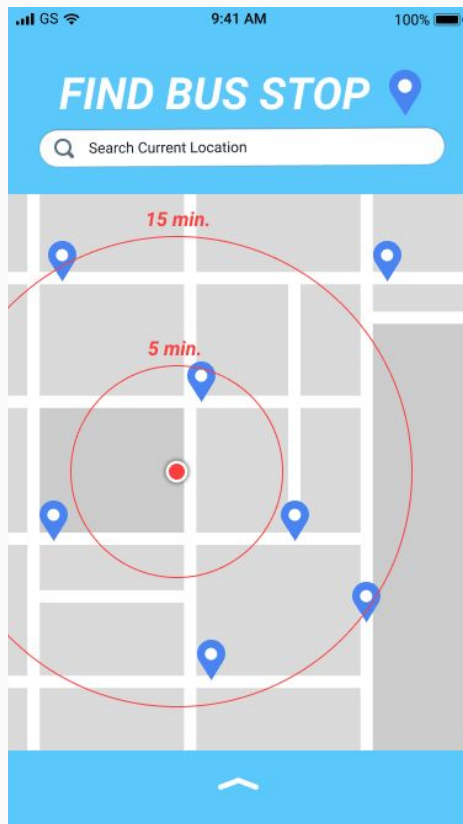 GS 9:41 AM 100%
FIND BUS STOP
Search Current Location
15 min.
5 min.